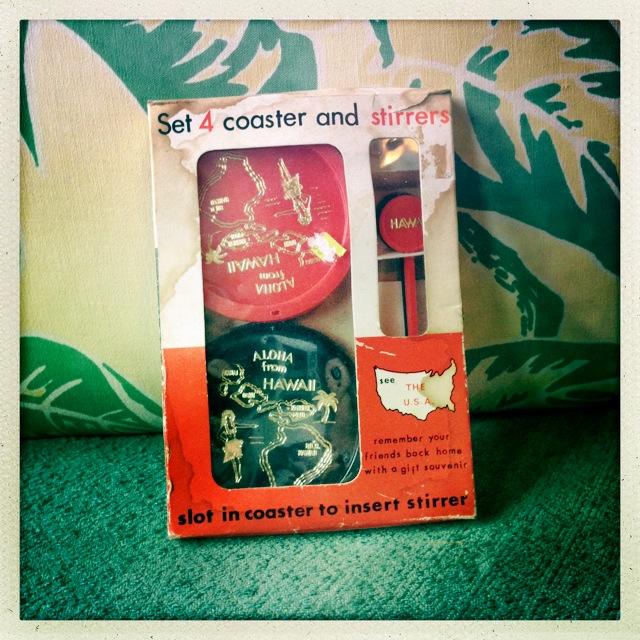 Set 4 coaster and stirrers
ALOHA
from
HAWAII
HAWA
ALOHA
from
HAWAII
see
THE
U.S.A.
remember your
friends back home
with a gift souvenir
slot in coaster to insert stirrer